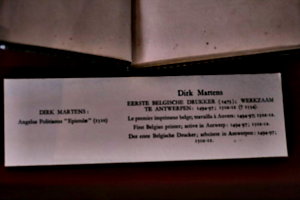 Dirk Martens
EERSTE BELGISCHE DRUKKER (1473); WERKZAAM
TE ANTWERPEN: 1494-97; 1502-12 († 1534)
DIRK MARTENS:
Angelus Politianus "Epistolæ" (1510)
Le premier imprimeur belge; travailla à Anvers: 1494-97; 1502-12.
First Belgian printer; active in Antwerp: 1494-97; 1502-12.
Der erste Belgische Drucker; arbeitete in Antwerpen: 1494-97;
1502-12.